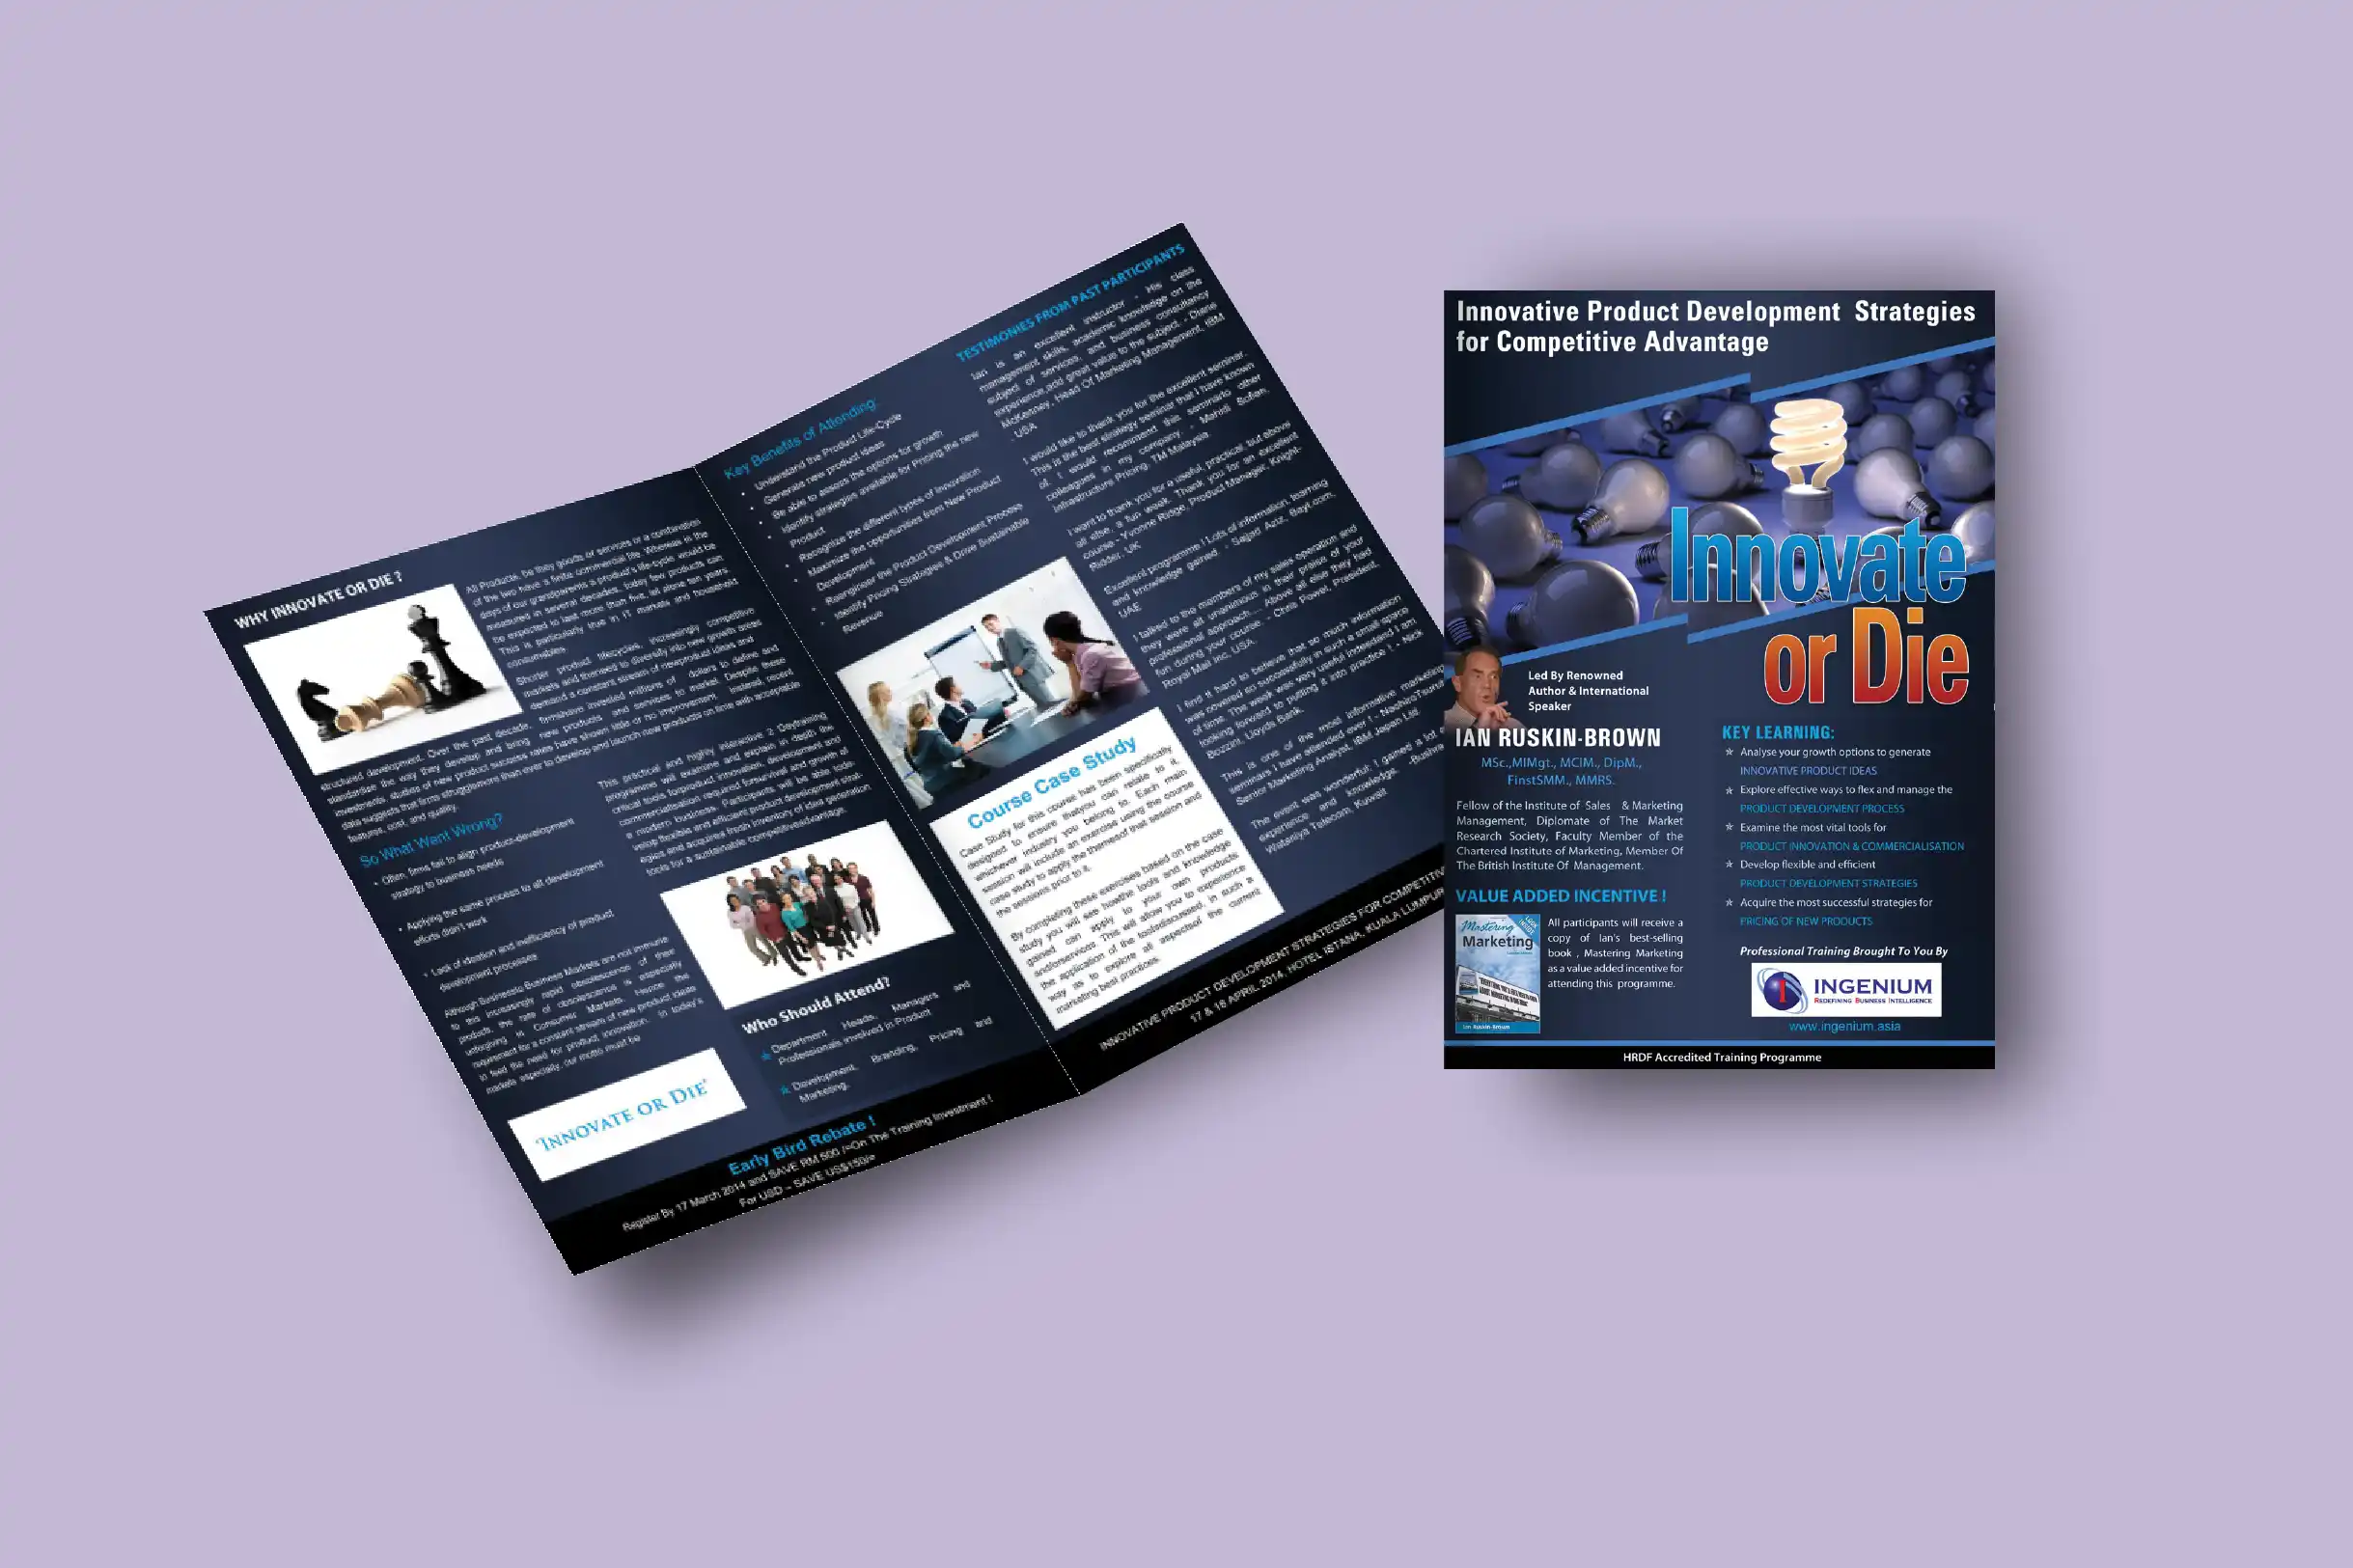 WHY INNOVATE OR DIE ?
All Products, be they goods or services or a combination
of the two have a finite commercial life. Whereas in the
days of our grandparents a product's life-cycle would be
measured in several decades, today few products can
be expected to last more than five, let alone ten years.
This is particularly true in IT markets and household
consumables.
Shorter product lifecycles, increasingly competitive
markets and theneed to diversify into new growth areas
demand a constant stream of newproduct ideas and
structured development. Over the past decade, firmshave invested millions of dollars to define and
standardise the way they develop and bring new products and services to market. Despite these
investments, studies of new product success rates have shown little or no improvement. Instead, recent
data suggests that firms strugglemore than ever to develop and launch new products on time with acceptable
features, cost, and quality.
So What Went Wrong?
• Often firms fail to align product-development
strategy to business needs
• Applying the same process to all development
efforts didn't work
• Lack of ideation and inefficiency of product
development processes
Although Businessto Business Markets are not immune
to this increasingly rapid obsolescence of their
products, the rate of obsolescence is especially
unforgiving in Consumer Markets. Hence the
requirement for a constant stream of new product ideas
to feed the need for product innovation. In today's
markets especially, our motto must be
'INNOVATE OR DIE'
This practical and highly interactive 2 Daytraining
programme will examine and explain in depth the
critical tools forproduct innovation, development and
commercialisation required forsurvival and growth of
a modern business. Participants will be able tode-
velop flexible and efficient product development strat-
egies and acquires fresh inventory of idea generation
tools for a sustainable competitiveadvantage.
Who Should Attend?
Department Heads, Managers and
Professionals involved in Product
Development, Branding, Pricing and
Marketing.
Early Bird Rebate !
Register By 17 March 2014 and SAVE RM 500 /=On The Training Investment !
For USD – SAVE US$150/=
Key Benefits of Attending:
• Understand the Product Life-Cycle
• Generate new product ideas
• Be able to assess the options for growth
• Identify strategies available for Pricing the new
Product
• Recognize the different types of Innovation
• Maximize the opportunities from New Product
Development
• Reengineer the Product Development Process
• Identify Pricing Strategies & Drive Sustainable
Revenue
Course Case Study
Case Study for this course has been specifically
designed to ensure thatyou can relate to it,
whichever industry you belong to. Each main
session will include an exercise using the course
case study to apply the themesof that session and
the sessions prior to it.
By completing these exercises based on the case
study you will see howthe tools and knowledge
gained can apply to your own products
and/orservices. This will allow you to experience
the application of the toolsdiscussed, in such a
way as to explore all aspectsof the current
marketing best practices.
TESTIMONIES FROM PAST PARTICIPANTS
Ian is an excellent instructor - His class
management skills, academic knowledge on the
subject of services, and business consultancy
experience,add great value to the subject. - Diane
McKenney, Head Of Marketing Management, IBM
, USA
I would like to thank you for the excellent seminar.
This is the best strategy seminar that I have known
of. I would recommend this seminarto other
colleagues in my company. - Mahdi Sofian,
Infrastructure Pricing, TM Malaysia.
I want to thank you for a useful, practical, but above
all else, a fun week. Thank you for an excellent
course.- Yvonne Ridge, Product Manager, Knight-
Ridder, UK
Excellent programme ! Lots of information, learning
and knowledge gained. - Sajjad Aziz, Bayt.com,
UAE
I talked to the members of my sales operation and
they were all unanimous in their praise of your
professional approach.... Above all else they'd had
fun during your course. - Chris Powel, President,
Royal Mail Inc, USA.
I find it hard to believe that so much information
was covered so successfully in such a small space
of time. The week was very useful indeedand I am
looking forward to putting it into practice !. - Nick
Bozzini, Lloyds Bank.
This is one of the most informative marketing
seminars I have attended ever ! -
Senior Marketing Analyst, IBM Japan Ltd.
The event was wonderful; I gained a lot
experience and knowledge.
Wataniya Telecom, Kuwait
INNOVATIVE PRODUCT DEVELOPMENT STRATEGIES FOR COMPETITIVE
17 & 18 APRIL 2014, HOTEL ISTANA, KUALA LUMPUR
Innovative Product Development Strategies
for Competitive Advantage
Innovate
or Die
Led By Renowned
Author & International
Speaker
IAN RUSKIN-BROWN
MSc.,MIMgt., MCIM., DipM.,
FinstSMM., MMRS.
Fellow of the Institute of Sales & Marketing
Management, Diplomate of The Market
Research Society, Faculty Member of the
Chartered Institute of Marketing, Member Of
The British Institute Of Management.
VALUE ADDED INCENTIVE !
Mastering
Marketing
Ian Ruskin-Brown
All participants will receive a
copy of Ian's best-selling
book , Mastering Marketing
as a value added incentive for
attending this programme.
KEY LEARNING:
Analyse your growth options to generate
INNOVATIVE PRODUCT IDEAS
Explore effective ways to flex and manage the
PRODUCT DEVELOPMENT PROCESS
Examine the most vital tools for
PRODUCT INNOVATION & COMMERCIALISATION
Develop flexible and efficient
PRODUCT DEVELOPMENT STRATEGIES
Acquire the most successful strategies for
PRICING OF NEW PRODUCTS
Professional Training Brought To You By
INGENIUM
REDEFINING BUSINESS INTELLIGENCE
www.ingenium.asia
HRDF Accredited Training Programme